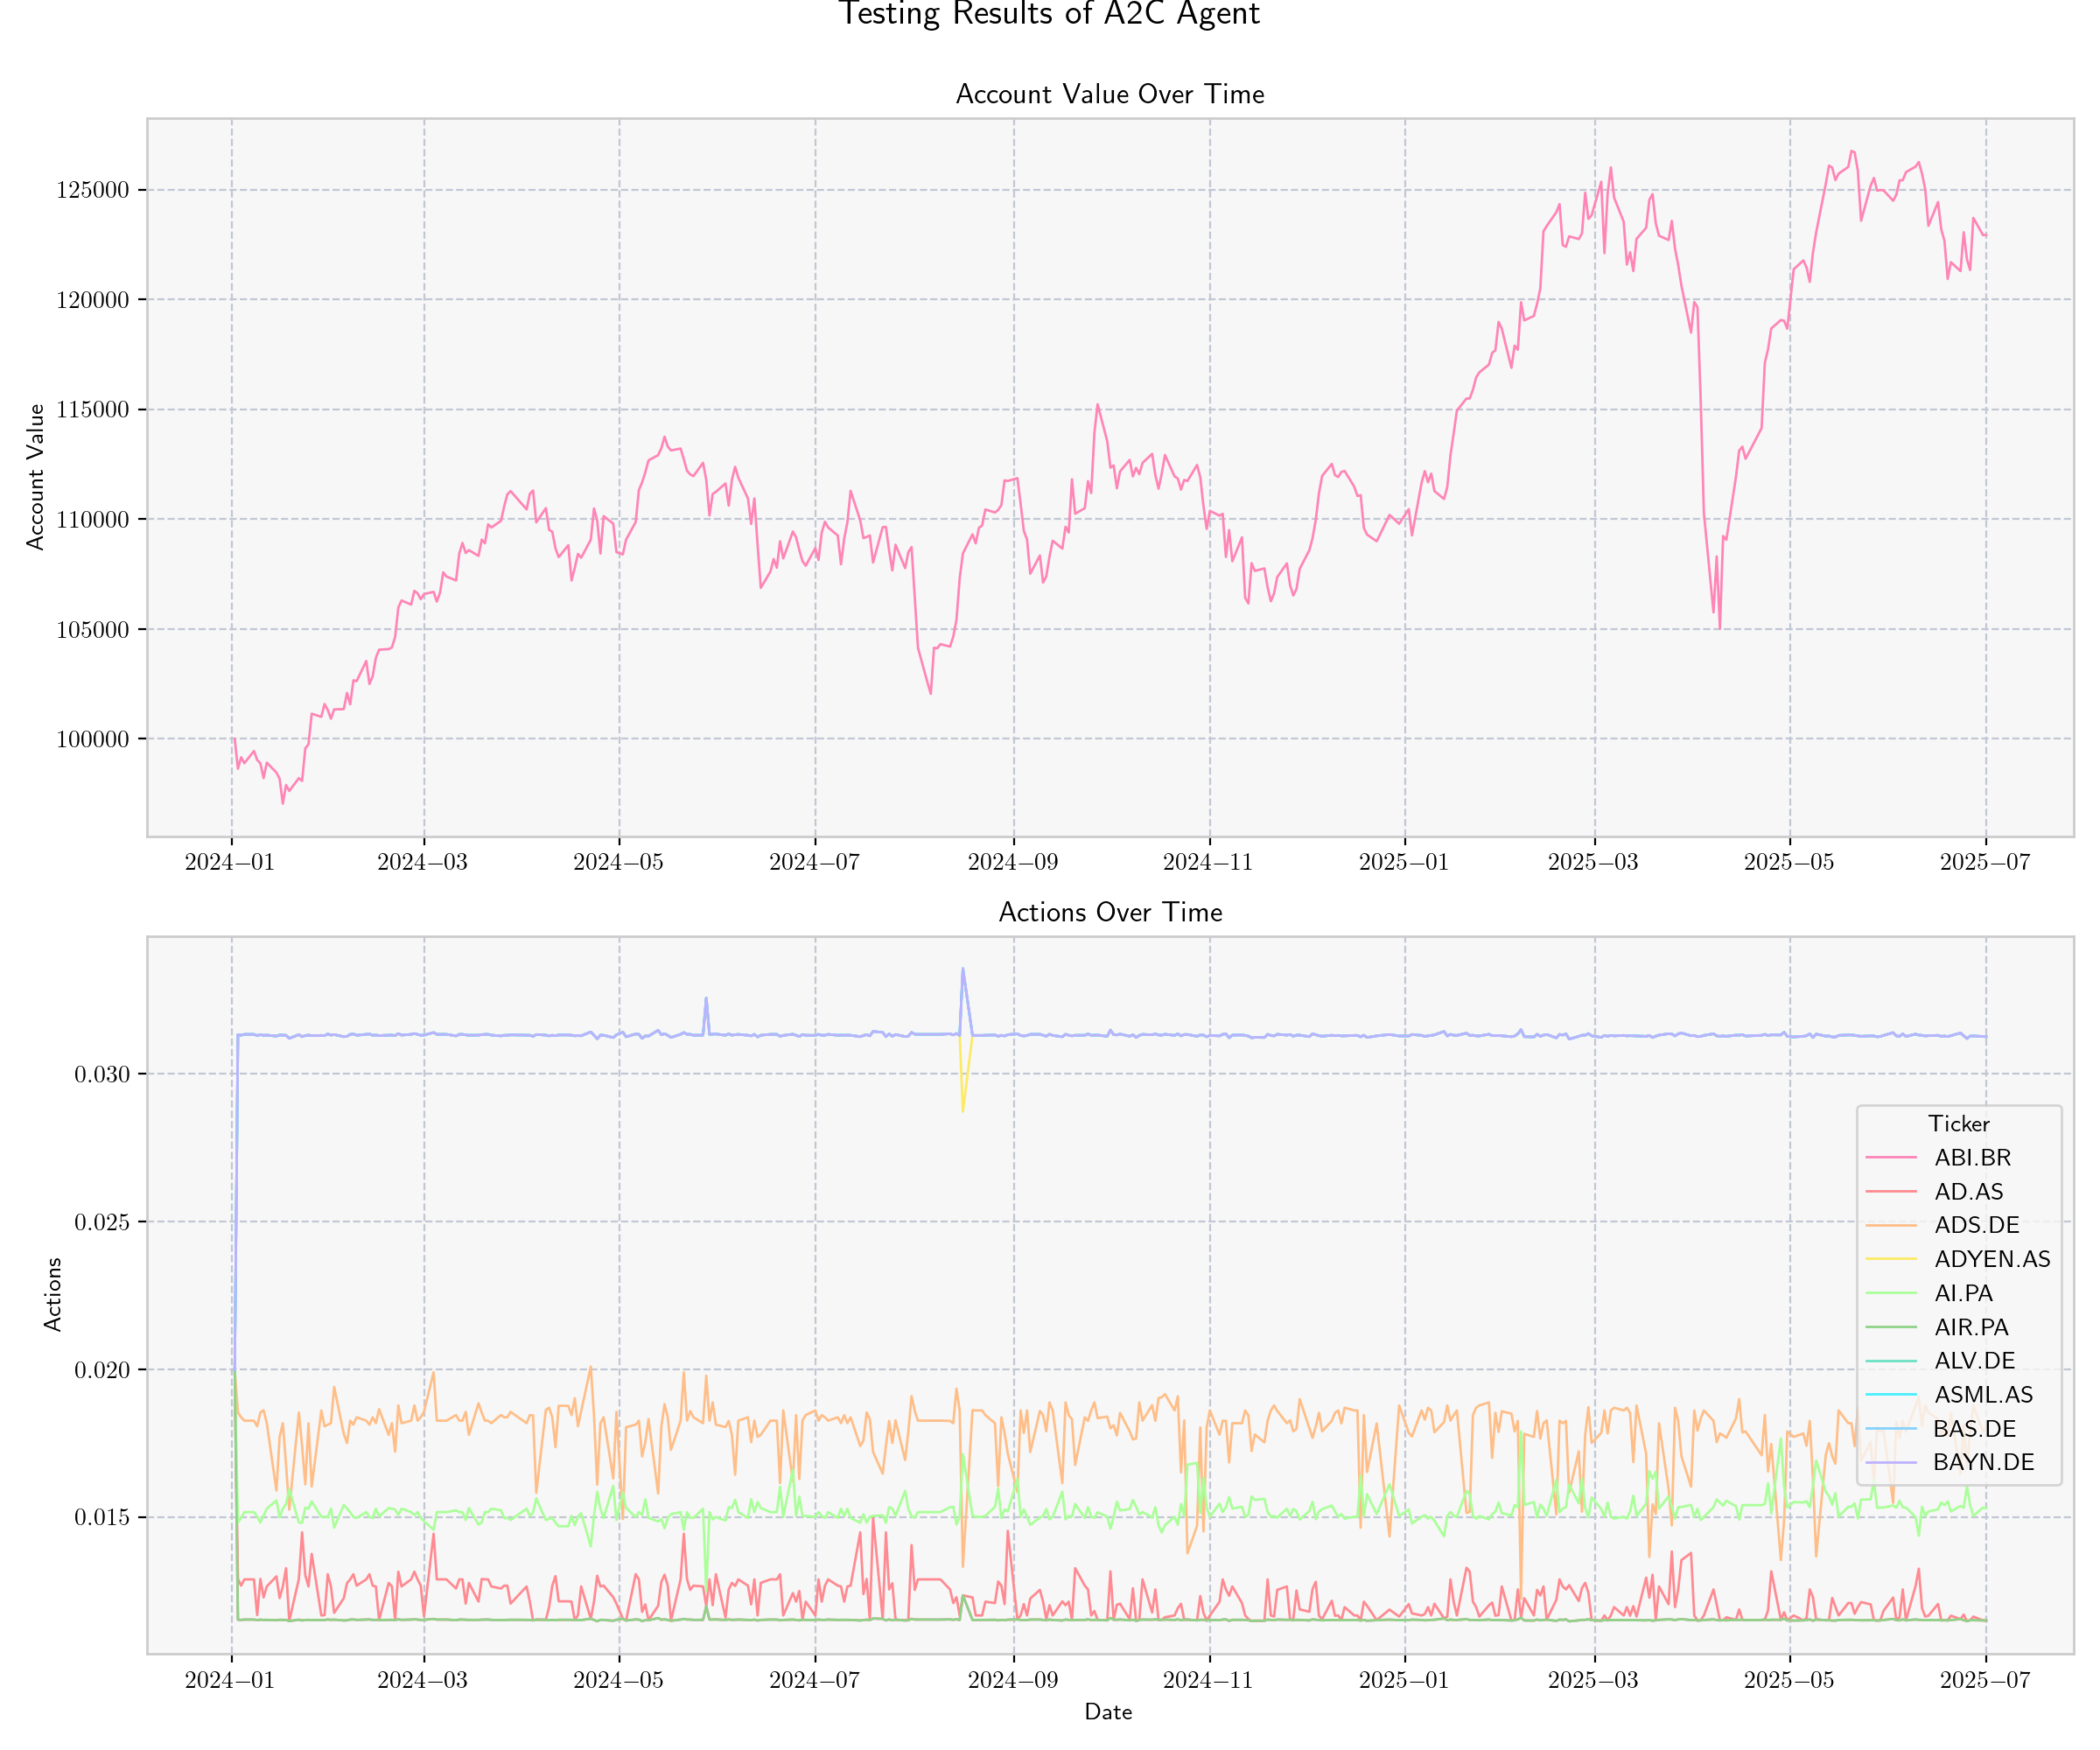 Testing Results of A2C Agent
Account Value Over Time
Account Value
125000
120000
115000
110000
105000
100000
2024–01 2024–03 2024–05 2024–07 2024–09 2024–11 2025–01 2025–03 2025–05 2025–07
Actions Over Time
Actions
0.030
0.025
0.020
0.015
Ticker
ABI.BR
AD.AS
ADS.DE
ADYEN.AS
AI.PA
AIR.PA
ALV.DE
ASML.AS
BAS.DE
BAYN.DE
2024–01 2024–03 2024–05 2024–07 2024–09 2024–11 2025–01 2025–03 2025–05 2025–07
Date